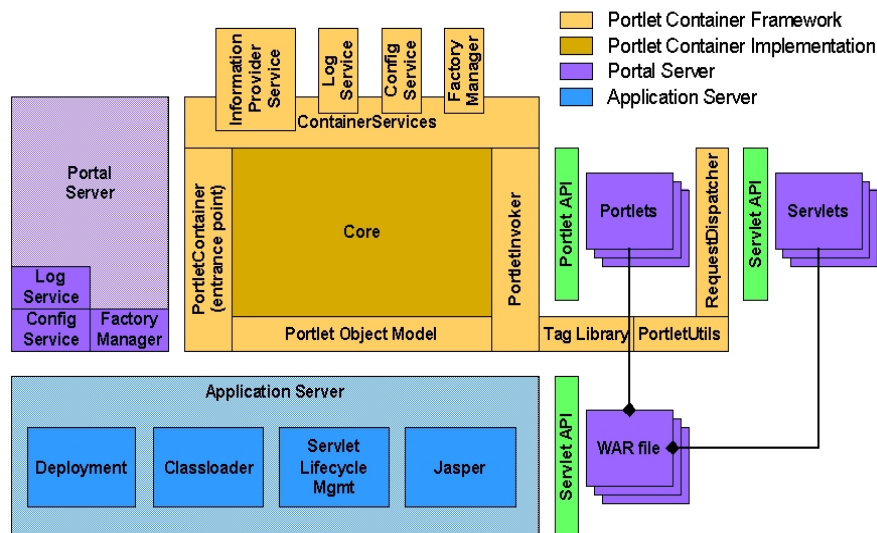 Portlet Container Framework
Portlet Container Implementation
Portal Server
Application Server
Information
Provider
Service
Log
Service
Config
Service
Factory
Manager
ContainerServices
Portal
Server
Log
Service
Config
Service
Factory
Manager
PortletContainer
(entrance point)
Core
PortletInvoker
Portlet Object Model
Tag Library
PortletUtils
Portlet API
Portlets
RequestDispatcher
Servlet API
Servlets
Application Server
Deployment
Classloader
Servlet
Lifecycle
Mgmt
Jasper
Servlet API
WAR file